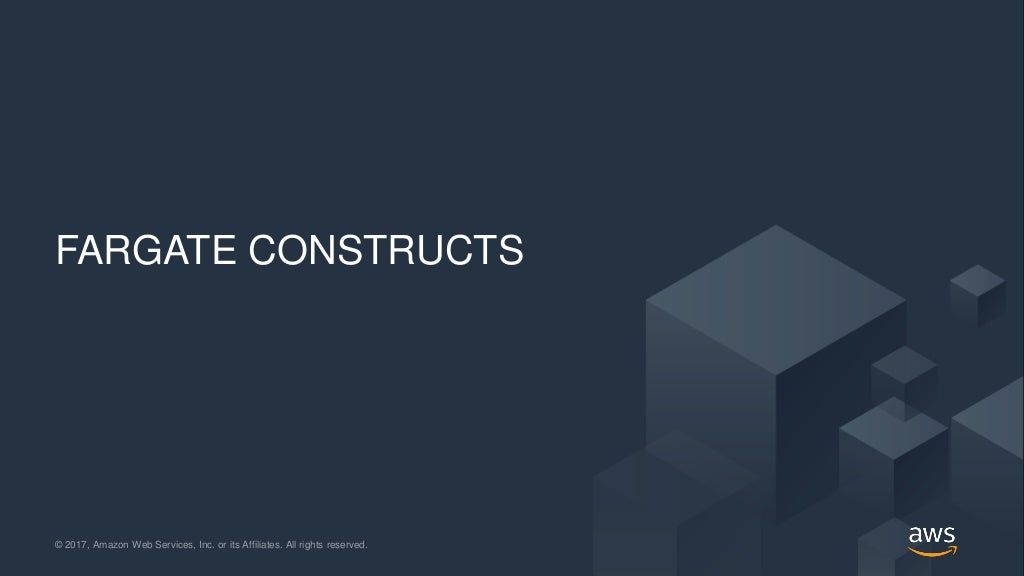 FARGATE CONSTRUCTS
© 2017, Amazon Web Services, Inc. or its Affiliates. All rights reserved.
aws